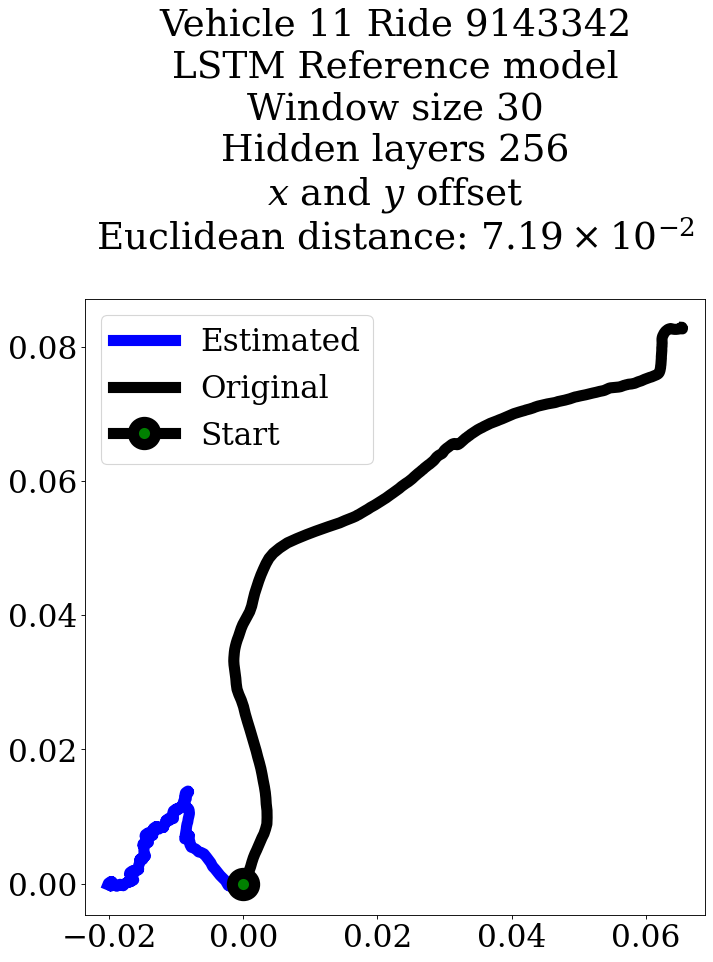 Vehicle 11 Ride 9143342
LSTM Reference model
Window size 30
Hidden layers 256
x and y offset
Euclidean distance: 7.19 × 10⁻²
Estimated
Original
Start
0.08
0.06
0.04
0.02
0.00
−0.02 0.00 0.02 0.04 0.06